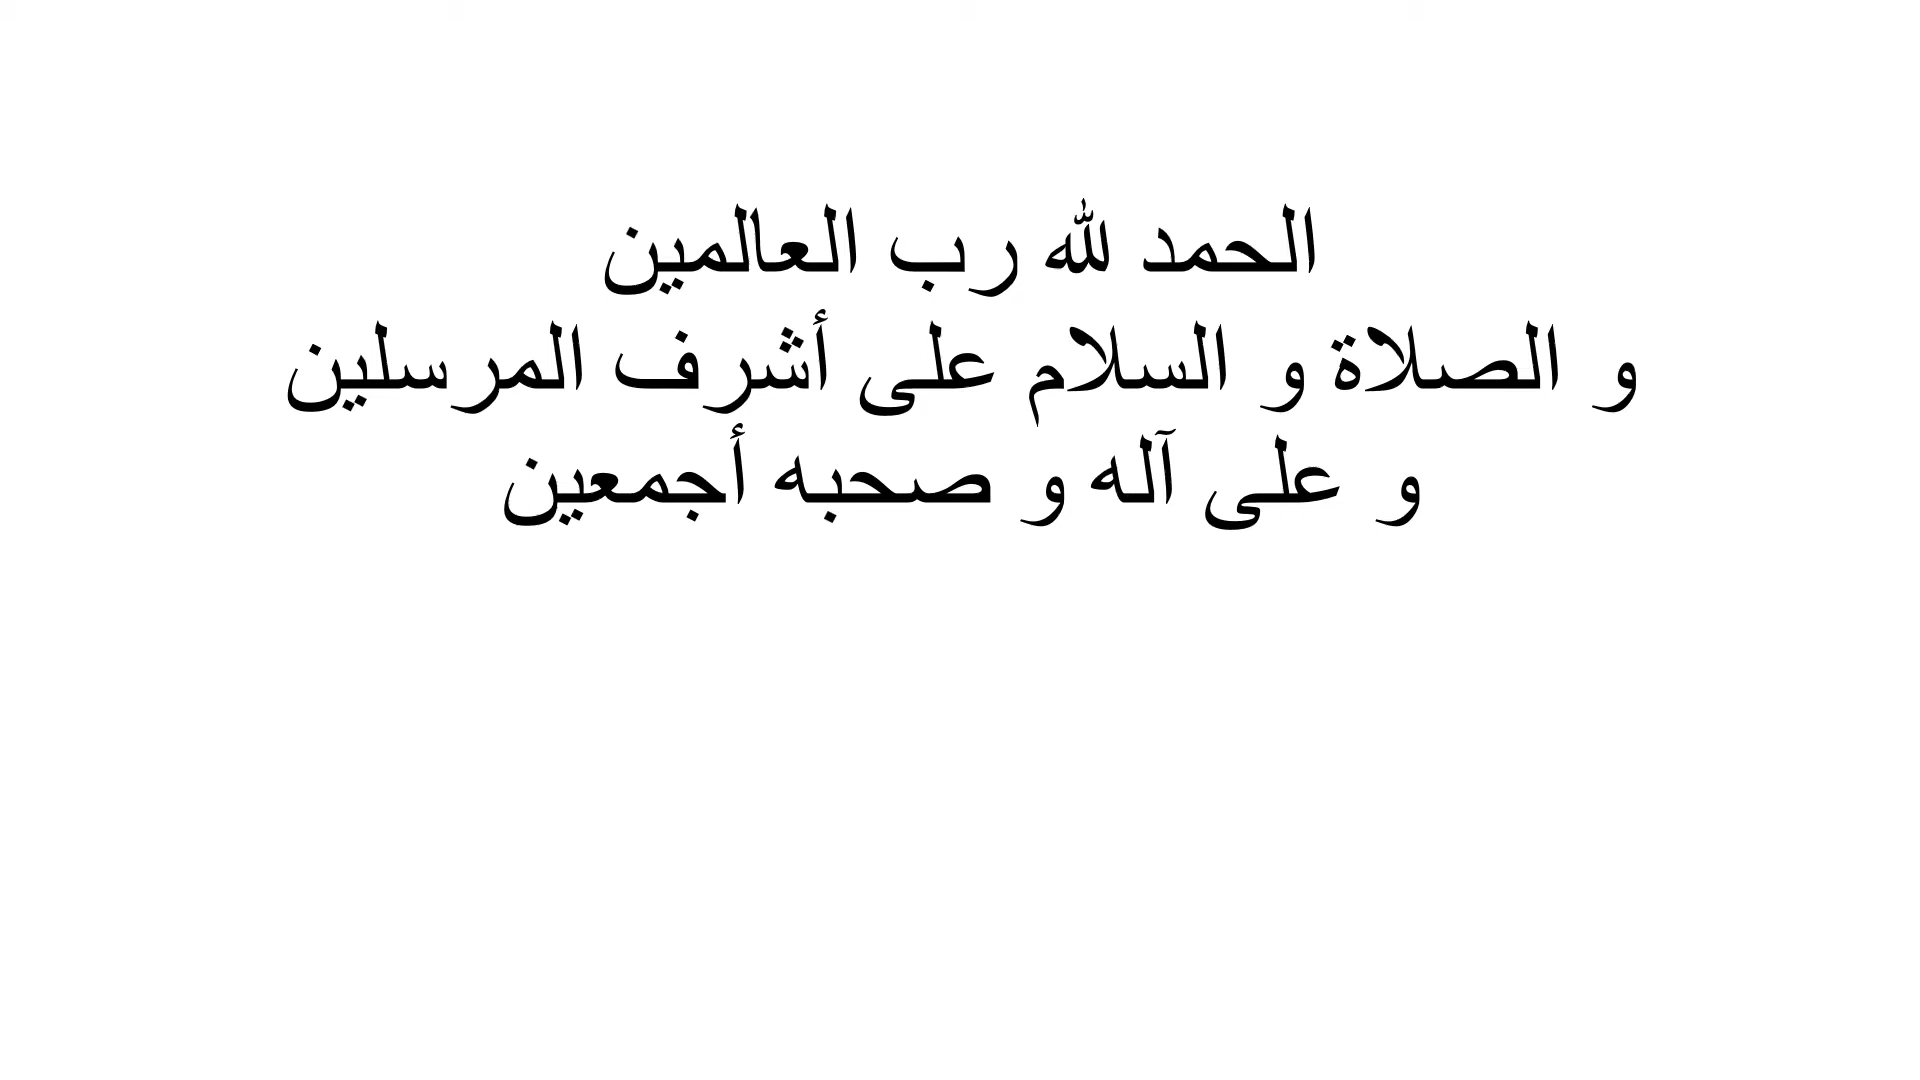 الحمد لله رب العالمين
و الصلاة و السلام على أشرف المرسلين
و على آله و صحبه أجمعين